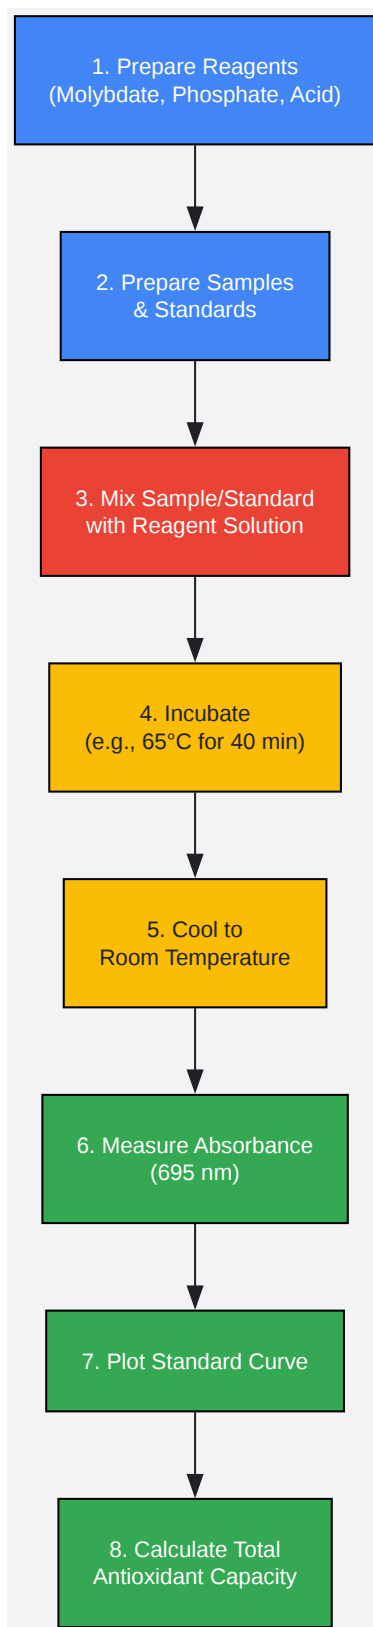 1. Prepare Reagents
(Molybdate, Phosphate, Acid)
2. Prepare Samples
& Standards
3. Mix Sample/Standard
with Reagent Solution
4. Incubate
(e.g., 65°C for 40 min)
5. Cool to
Room Temperature
6. Measure Absorbance
(695 nm)
7. Plot Standard Curve
8. Calculate Total
Antioxidant Capacity